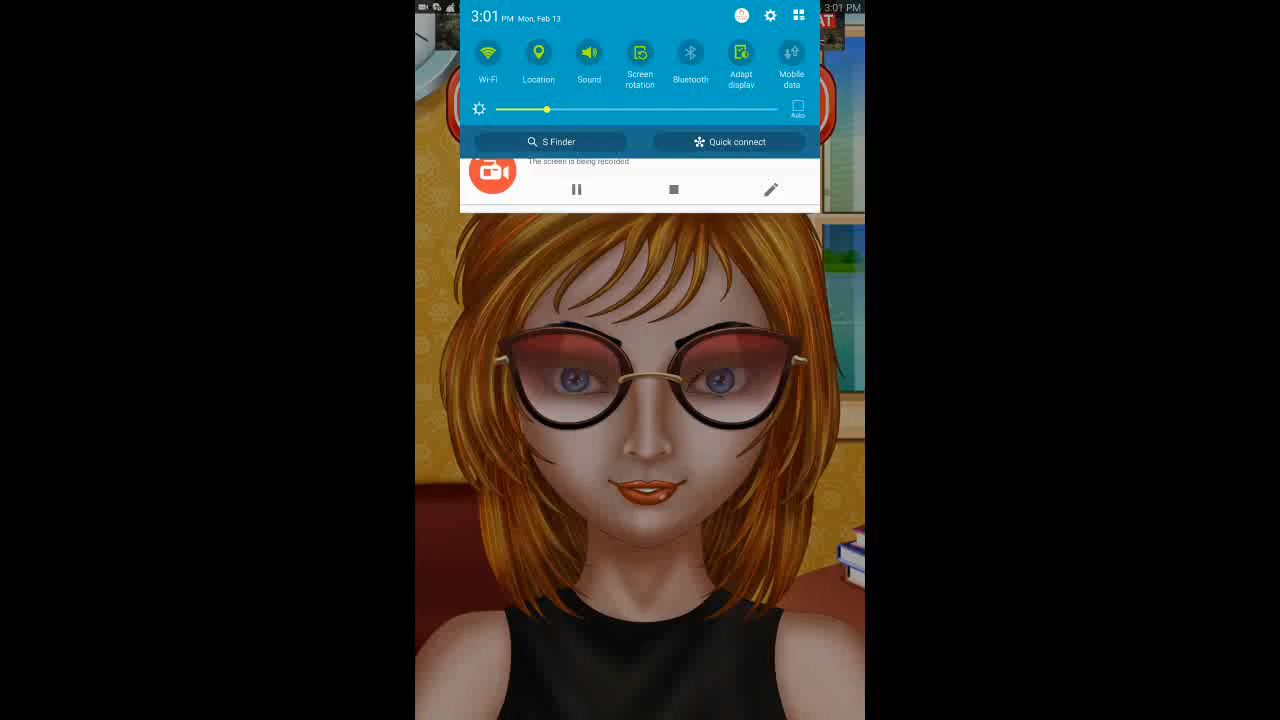 3:01 PM Mon, Feb 13
3:01 PM
AT
Wi-Fi
Location
Sound
Screen rotation
Bluetooth
Adapt display
Mobile data
Auto
S Finder
Quick connect
The screen is being recorded